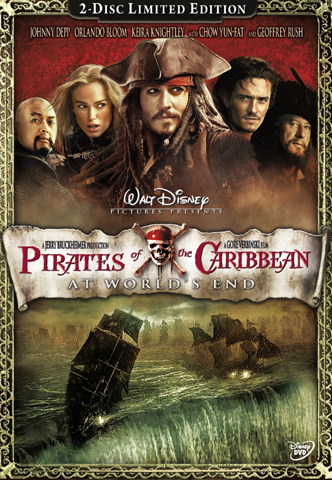 2-DISC LIMITED EDITION
JOHNNY DEPP ORLANDO BLOOM KEIRA KNIGHTLEY WITH CHOW YUN-FAT AND GEOFFREY RUSH
WALT DISNEY
PICTURES PRESENTS
A JERRY BRUCKHEIMER PRODUCTION A GORE VERBINSKI FILM
PIRATES of the CARIBBEAN
AT WORLD'S END
Disney
DVD